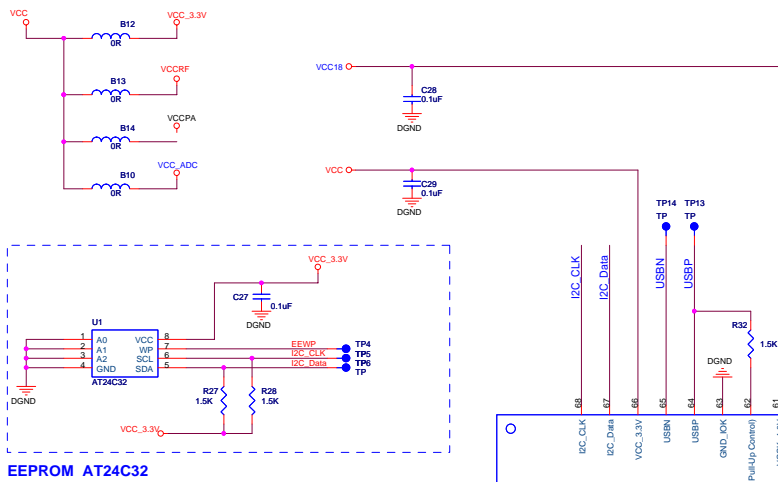 VCC
B12
0R
VCC_3.3V
B13
0R
VCCRF
B14
0R
VCCPA
B10
0R
VCC_ADC
VCC18
C28
0.1uF
DGND
VCC
C29
0.1uF
DGND
TP14
TP
TP13
TP
I2C_CLK
I2C_Data
USBN
USBP
R32
1.5K
DGND
VCC_3.3V
C27
0.1uF
DGND
U1
1 A0 VCC 8
2 A1 WP 7
3 A2 SCL 6
4 GND SDA 5
AT24C32
DGND
EEWP
I2C_CLK
I2C_Data
TP4
TP5
TP6
TP
R27
1.5K
R28
1.5K
VCC_3.3V
EEPROM AT24C32
68 I2C_CLK
67 I2C_Data
66 VCC_3.3V
65 USBN
64 USBP
63 GND_IOK
62 Pull-Up Control)
61